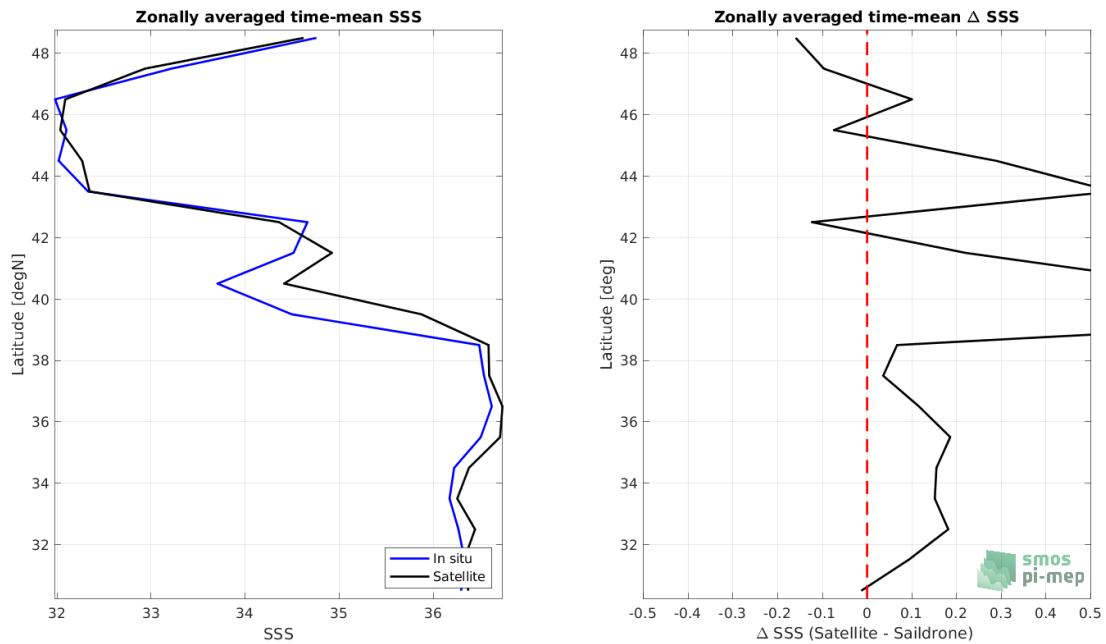 Zonally averaged time-mean SSS
48
46
44
42
40
38
36
34
32
Latitude [degN]
32 33 34 35 36
SSS
In situ
Satellite
Zonally averaged time-mean Δ SSS
48
46
44
42
40
38
36
34
32
Latitude [deg]
-0.5 -0.4 -0.3 -0.2 -0.1 0 0.1 0.2 0.3 0.4 0.5
Δ SSS (Satellite - Saildrone)
smos
pi-mep